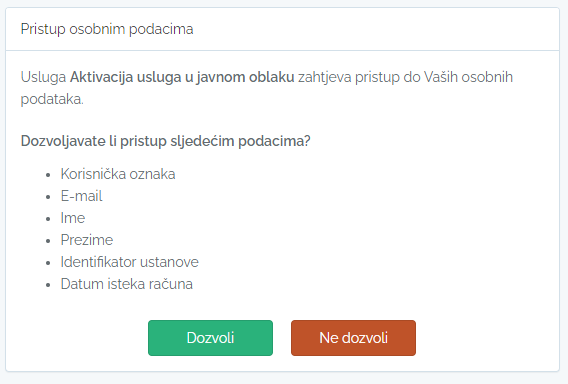 Pristup osobnim podacima
Usluga Aktivacija usluga u javnom oblaku zahtjeva pristup do Vaših osobnih
podataka.
Dozvoljavate li pristup sljedećim podacima?
• Korisnička oznaka
• E-mail
• Ime
• Prezime
• Identifikator ustanove
• Datum isteka računa
Dozvoli Ne dozvoli